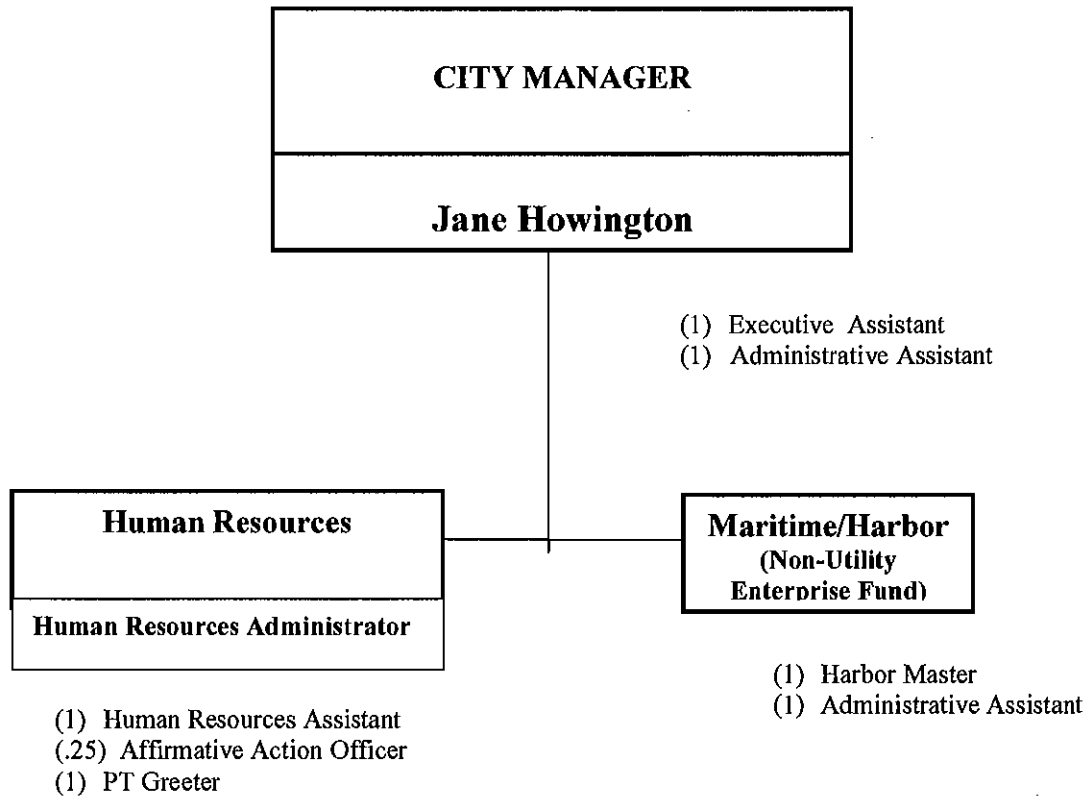 CITY MANAGER
Jane Howington
(1) Executive Assistant
(1) Administrative Assistant
Human Resources
Human Resources Administrator
(1) Human Resources Assistant
(.25) Affirmative Action Officer
(1) PT Greeter
Maritime/Harbor
(Non-Utility
Enterprise Fund)
(1) Harbor Master
(1) Administrative Assistant